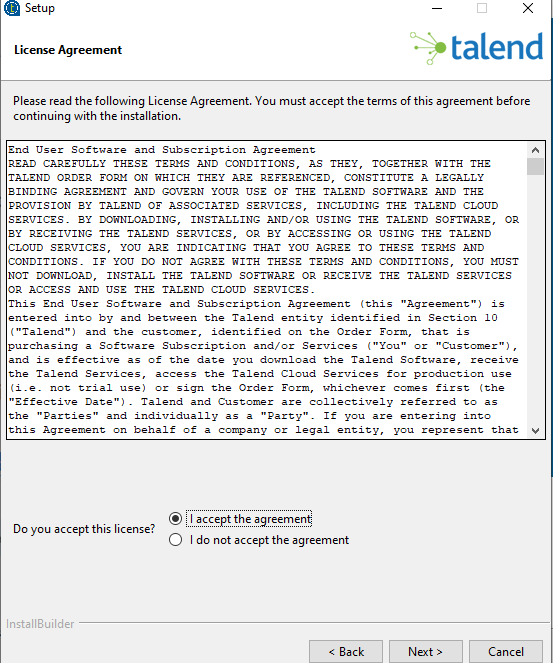 Setup
License Agreement
talend
Please read the following License Agreement. You must accept the terms of this agreement before
continuing with the installation.
End User Software and Subscription Agreement
READ CAREFULLY THESE TERMS AND CONDITIONS, AS THEY, TOGETHER WITH THE
TALEND ORDER FORM ON WHICH THEY ARE REFERENCED, CONSTITUTE A LEGALLY
BINDING AGREEMENT AND GOVERN YOUR USE OF THE TALEND SOFTWARE AND THE
PROVISION BY TALEND OF ASSOCIATED SERVICES, INCLUDING THE TALEND CLOUD
SERVICES. BY DOWNLOADING, INSTALLING AND/OR USING THE TALEND SOFTWARE, OR
BY RECEIVING THE TALEND SERVICES, OR BY ACCESSING OR USING THE TALEND
CLOUD SERVICES, YOU ARE INDICATING THAT YOU AGREE TO THESE TERMS AND
CONDITIONS. IF YOU DO NOT AGREE WITH THESE TERMS AND CONDITIONS, YOU MUST
NOT DOWNLOAD, INSTALL THE TALEND SOFTWARE OR RECEIVE THE TALEND SERVICES
OR ACCESS AND USE THE TALEND CLOUD SERVICES.
This End User Software and Subscription Agreement (this "Agreement") is
entered into by and between the Talend entity identified in Section 10
("Talend") and the customer, identified on the Order Form, that is
purchasing a Software Subscription and/or Services ("You" or "Customer"),
and is effective as of the date you download the Talend Software, receive
the Talend Services, access the Talend Cloud Services for production use
(i.e. not trial use) or sign the Order Form, whichever comes first (the
"Effective Date"). Talend and Customer are collectively referred to as
the "Parties" and individually as a "Party". If you are entering into
this Agreement on behalf of a company or legal entity, you represent that
Do you accept this license?
I accept the agreement
I do not accept the agreement
InstallBuilder
< Back
Next >
Cancel